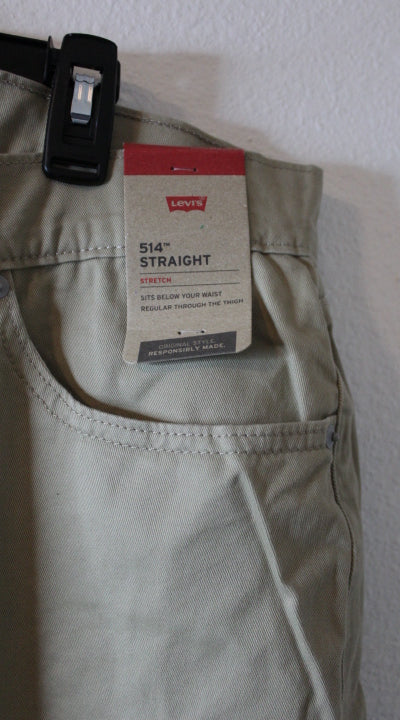 Levi's
514™
STRAIGHT
STRETCH
SITS BELOW YOUR WAIST
REGULAR THROUGH THE THIGH
ORIGINAL STYLE.
RESPONSIBLY MADE.